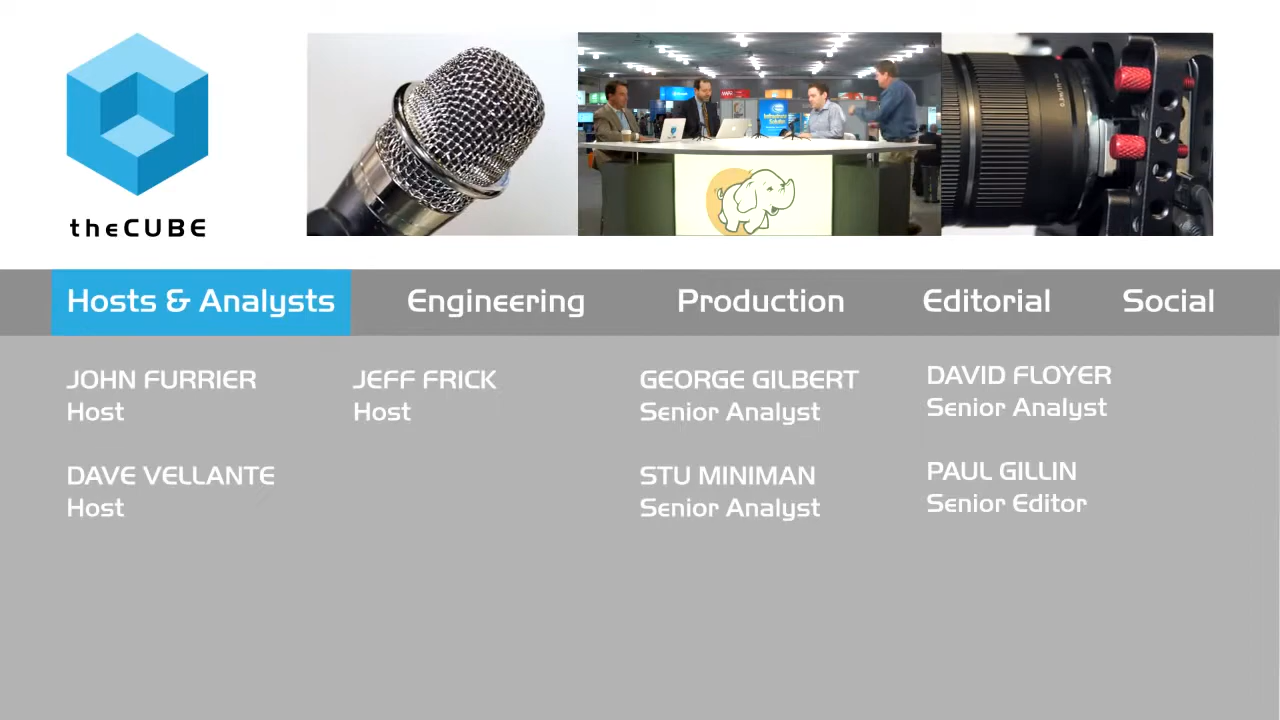 theCUBE
Hosts & Analysts
Engineering
Production
Editorial
Social
JOHN FURRIER
Host
JEFF FRICK
Host
GEORGE GILBERT
Senior Analyst
DAVID FLOYER
Senior Analyst
DAVE VELLANTE
Host
STU MINIMAN
Senior Analyst
PAUL GILLIN
Senior Editor